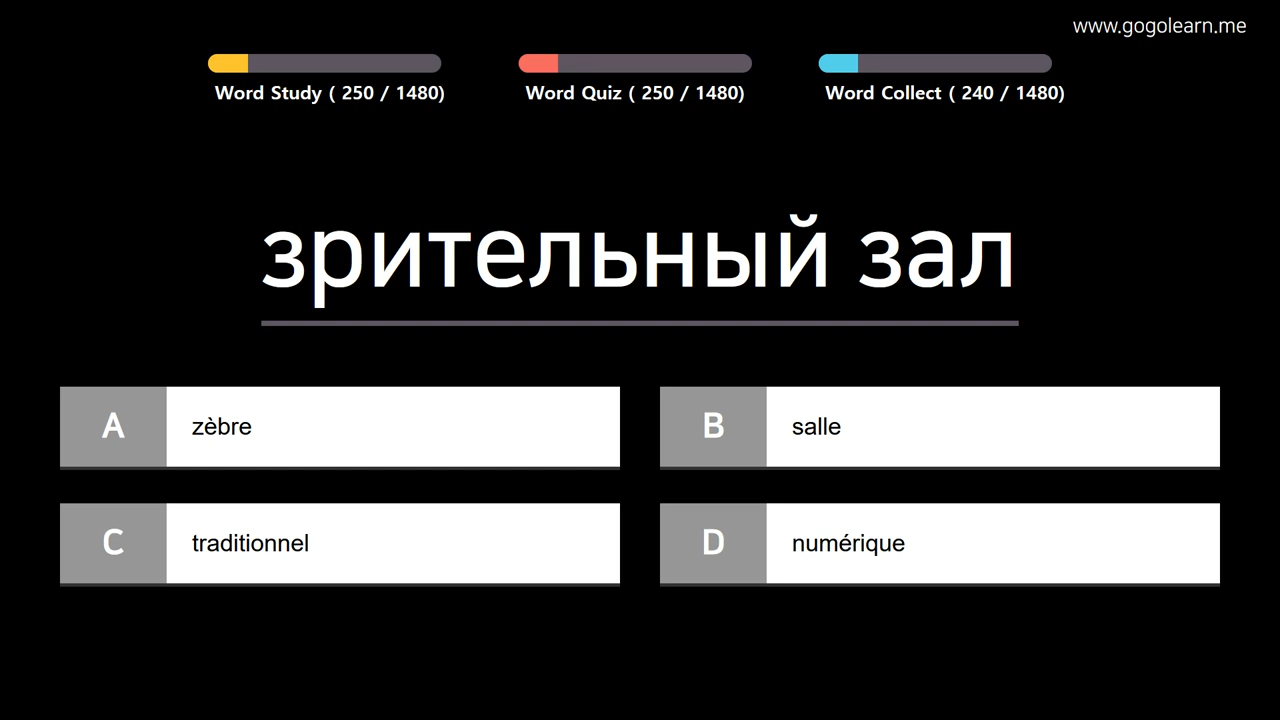 www.gogolearn.me
Word Study ( 250 / 1480)
Word Quiz ( 250 / 1480)
Word Collect ( 240 / 1480)
зрительный зал
A zèbre
B salle
C traditionnel
D numérique